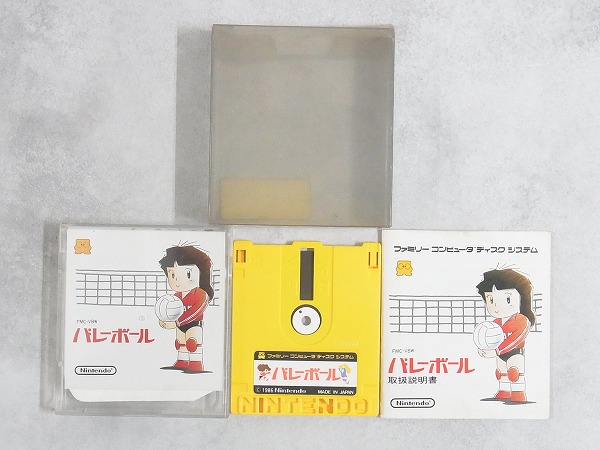 FMC-VBW
バレーボール
Nintendo
ファミリー コンピュータ ディスク システム
バレーボール
© 1986 Nintendo
MADE IN JAPAN
NINTENDO
ファミリー コンピュータ ディスク システム
FMC-VBW
バレーボール
取扱説明書
Nintendo